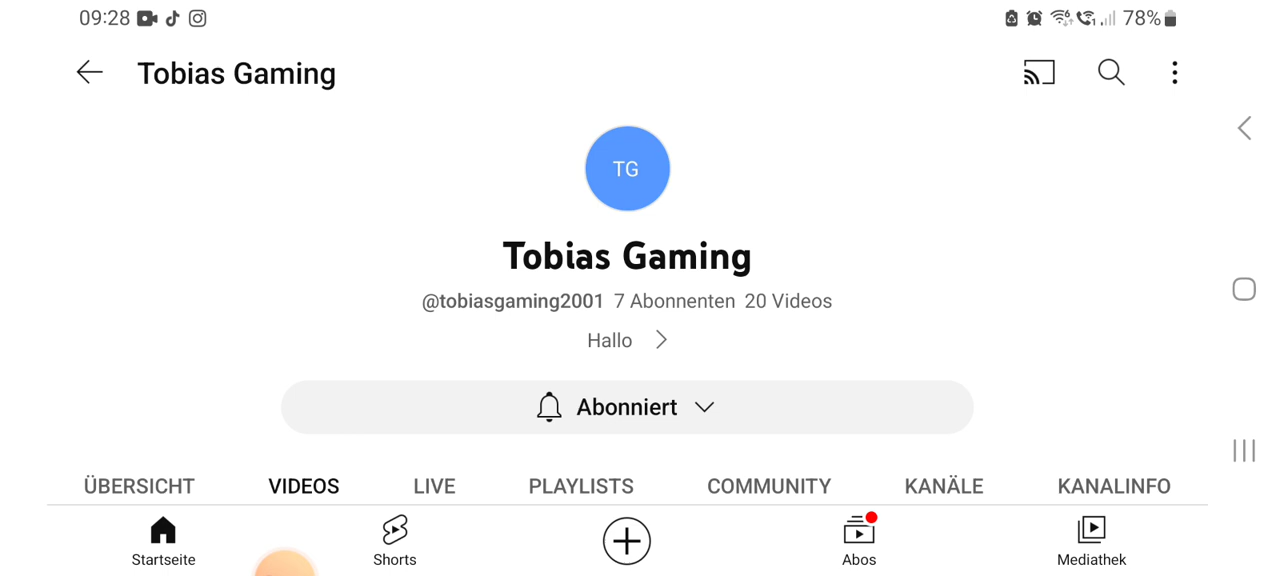 09:28 78%
Tobias Gaming
TG
Tobias Gaming
@tobiasgaming2001 7 Abonnenten 20 Videos
Hallo
Abonniert
ÜBERSICHT VIDEOS LIVE PLAYLISTS COMMUNITY KANÄLE KANALINFO
Startseite Shorts Abos Mediathek